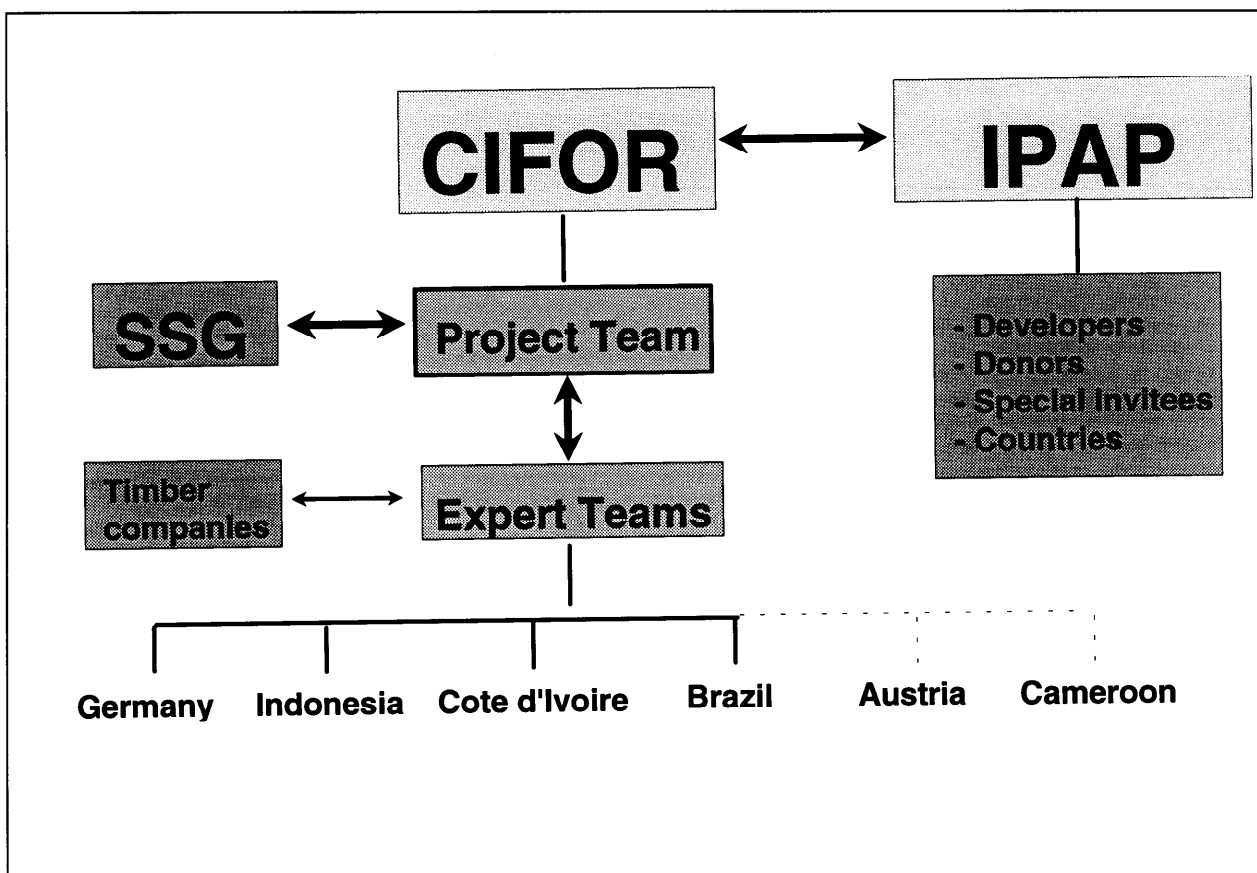 CIFOR
IPAP
SSG
Project Team
- Developers
- Donors
- Special invitees
- Countries
Timber
companies
Expert Teams
Germany
Indonesia
Cote d'Ivoire
Brazil
Austria
Cameroon